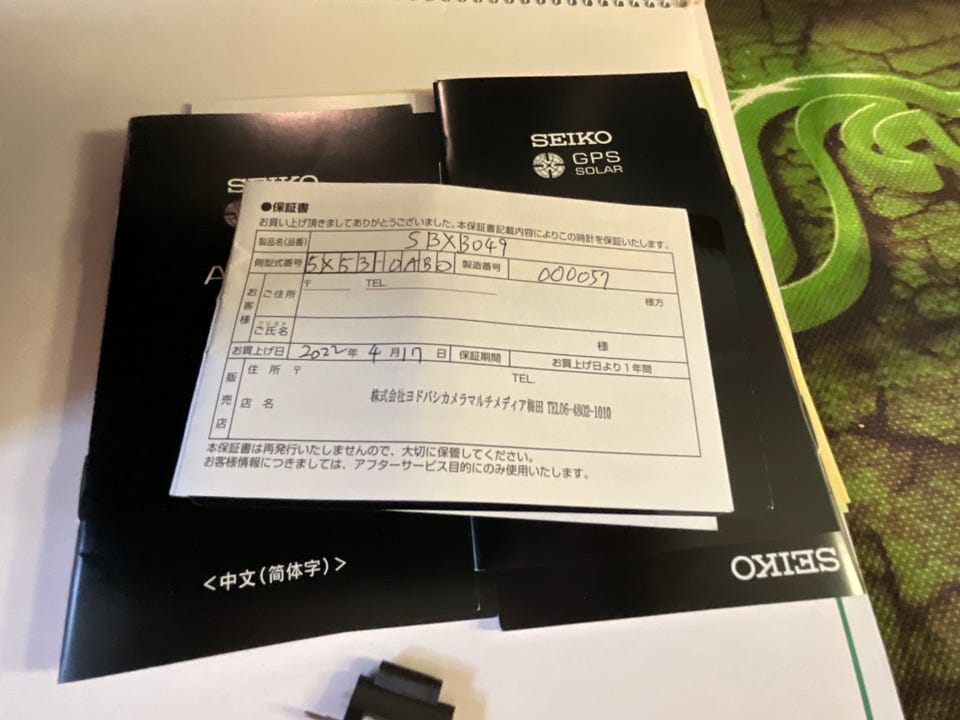 SEIKO
GPS
SOLAR
SEIKO
A
●保証書
お買い上げ頂きましてありがとうございました。本保証書記載内容によりこの時計を保証いたします。
製品名(品番) SBXB049
側型式番号 5X53-0AB0 製造番号 000057
お客様 ご住所 〒 TEL. 様方
フリガナ
ご氏名 様
お買上げ日 2022年 4月17日 保証期間 お買上げ日より1年間
販売店 住所 〒 TEL.
店名 株式会社ヨドバシカメラマルチメディア梅田 TEL06-4802-1010
本保証書は再発行いたしませんので、大切に保管してください。
お客様情報につきましては、アフターサービス目的にのみ使用いたします。
<中文(简体字)>
SEIKO